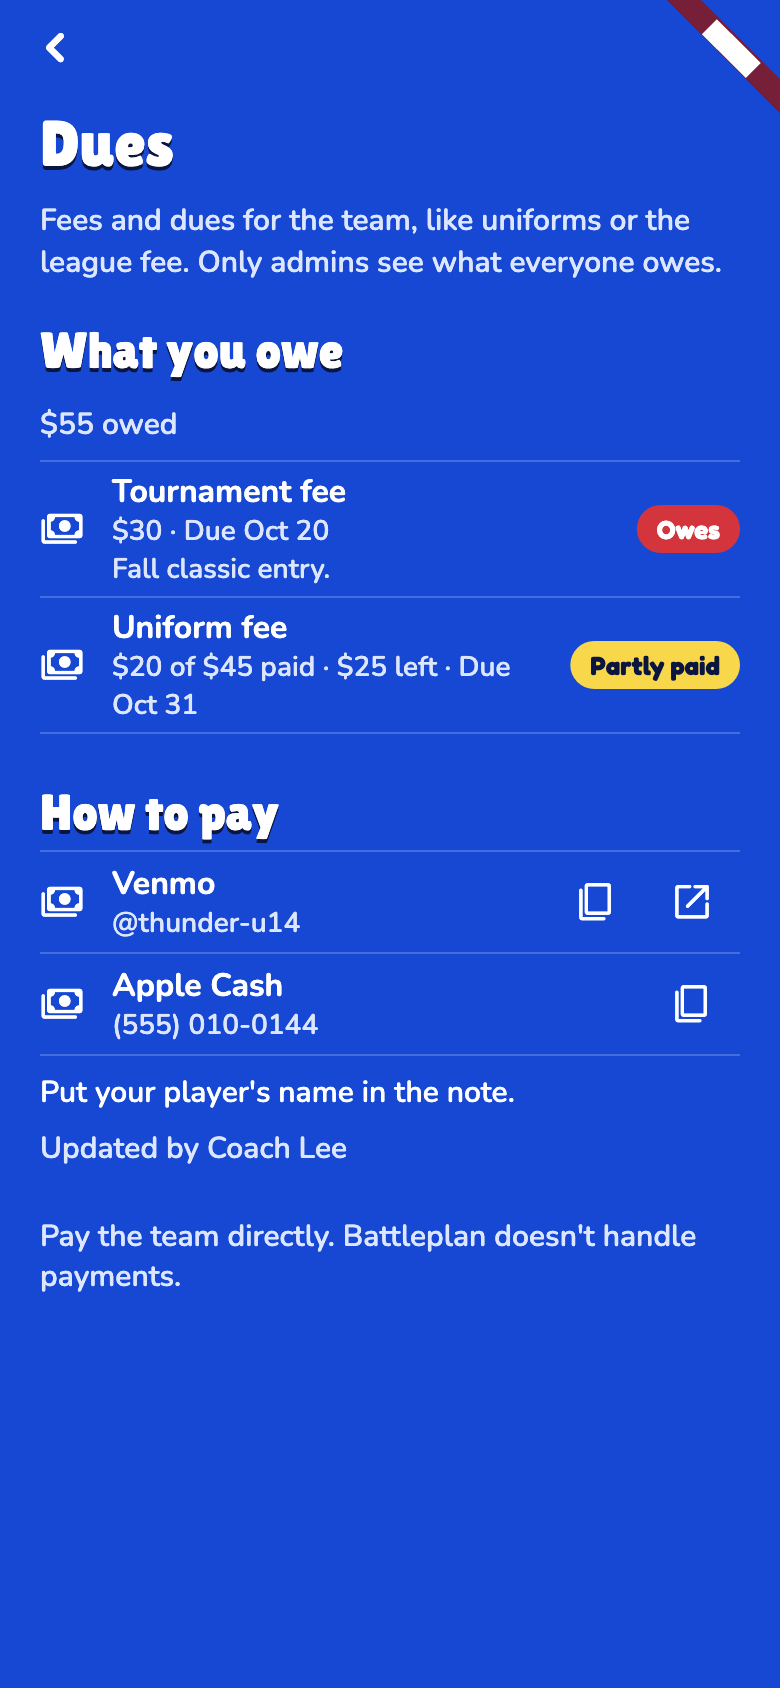 Dues
Fees and dues for the team, like uniforms or the
league fee. Only admins see what everyone owes.
What you owe
$55 owed
Tournament fee
$30 · Due Oct 20
Fall classic entry.
Owes
Uniform fee
$20 of $45 paid · $25 left · Due
Oct 31
Partly paid
How to pay
Venmo
@thunder-u14
Apple Cash
(555) 010-0144
Put your player's name in the note.
Updated by Coach Lee
Pay the team directly. Battleplan doesn't handle
payments.